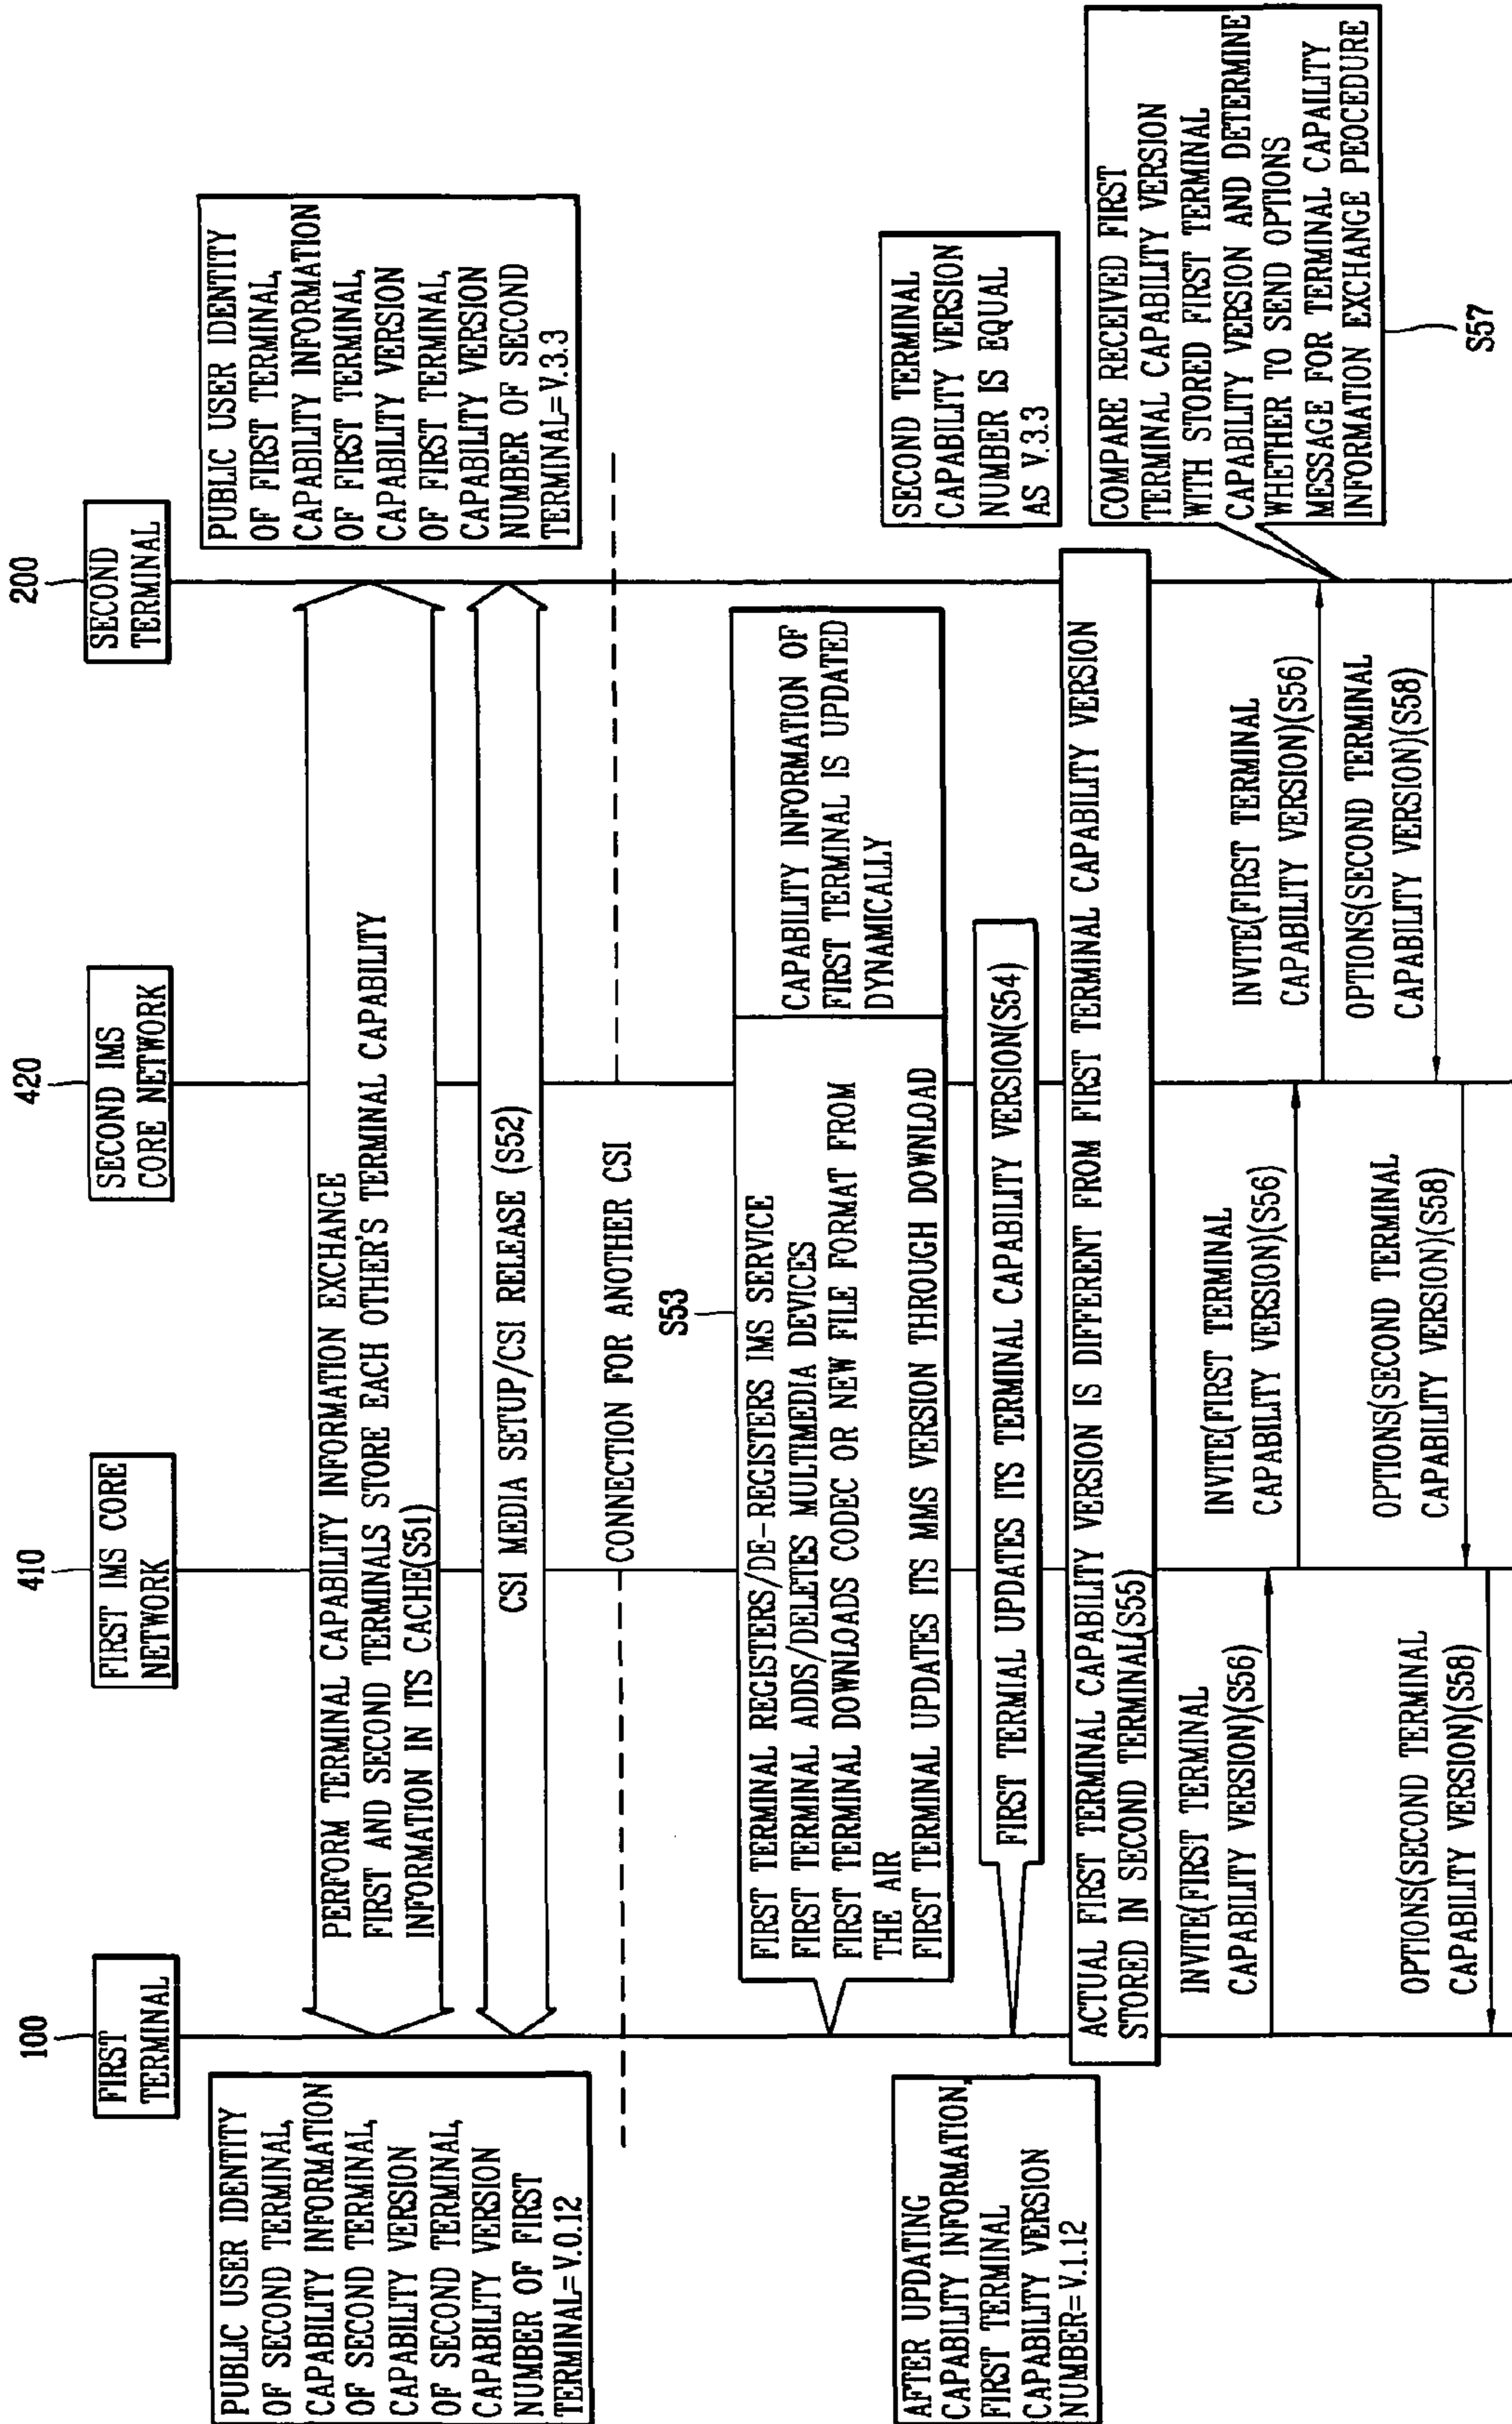 100
FIRST
TERMINAL
410
FIRST IMS CORE
NETWORK
420
SECOND IMS
CORE NETWORK
200
SECOND
TERMINAL
PUBLIC USER IDENTITY
OF SECOND TERMINAL,
CAPABILITY INFORMATION
OF SECOND TERMINAL,
CAPABILITY VERSION
OF SECOND TERMINAL,
CAPABILITY VERSION
NUMBER OF FIRST
TERMINAL=V.0.12
PERFORM TERMINAL CAPABILITY INFORMATION EXCHANGE
FIRST AND SECOND TERMINALS STORE EACH OTHER'S TERMINAL CAPABILITY
INFORMATION IN ITS CACHE(S51)
PUBLIC USER IDENTITY
OF FIRST TERMINAL,
CAPABILITY INFORMATION
OF FIRST TERMINAL,
CAPABILITY VERSION
OF FIRST TERMINAL,
CAPABILITY VERSION
NUMBER OF SECOND
TERMINAL=V.3.3
CSI MEDIA SETUP/CSI RELEASE (S52)
CONNECTION FOR ANOTHER CSI
S53
FIRST TERMINAL REGISTERS/DE-REGISTERS IMS SERVICE
FIRST TERMINAL ADDS/DELETES MULTIMEDIA DEVICES
FIRST TERMINAL DOWNLOADS CODEC OR NEW FILE FORMAT FROM
THE AIR
FIRST TERMINAL UPDATES ITS MMS VERSION THROUGH DOWNLOAD
CAPABILITY INFORMATION OF
FIRST TERMINAL IS UPDATED
DYNAMICALLY
AFTER UPDATING
CAPABILITY INFORMATION,
FIRST TERMINAL
CAPABILITY VERSION
NUMBER=V.1.12
FIRST TERMIAL UPDATES ITS TERMINAL CAPABILITY VERSION(S54)
SECOND TERMINAL
CAPABILITY VERSION
NUMBER IS EQUAL
AS V.3.3
ACTUAL FIRST TERMINAL CAPABILITY VERSION IS DIFFERENT FROM FIRST TERMINAL CAPABILITY VERSION
STORED IN SECOND TERMINAL(S55)
INVITE(FIRST TERMINAL
CAPABILITY VERSION)(S56)
INVITE(FIRST TERMINAL
CAPABILITY VERSION)(S56)
INVITE(FIRST TERMINAL
CAPABILITY VERSION)(S56)
COMPARE RECEIVED FIRST
TERMINAL CAPABILITY VERSION
WITH STORED FIRST TERMINAL
CAPABILITY VERSION AND DETERMINE
WHETHER TO SEND OPTIONS
MESSAGE FOR TERMINAL CAPAILITY
INFORMATION EXCHANGE PEOCEDURE
S57
OPTIONS(SECOND TERMINAL
CAPABILITY VERSION)(S58)
OPTIONS(SECOND TERMINAL
CAPABILITY VERSION)(S58)
OPTIONS(SECOND TERMINAL
CAPABILITY VERSION)(S58)